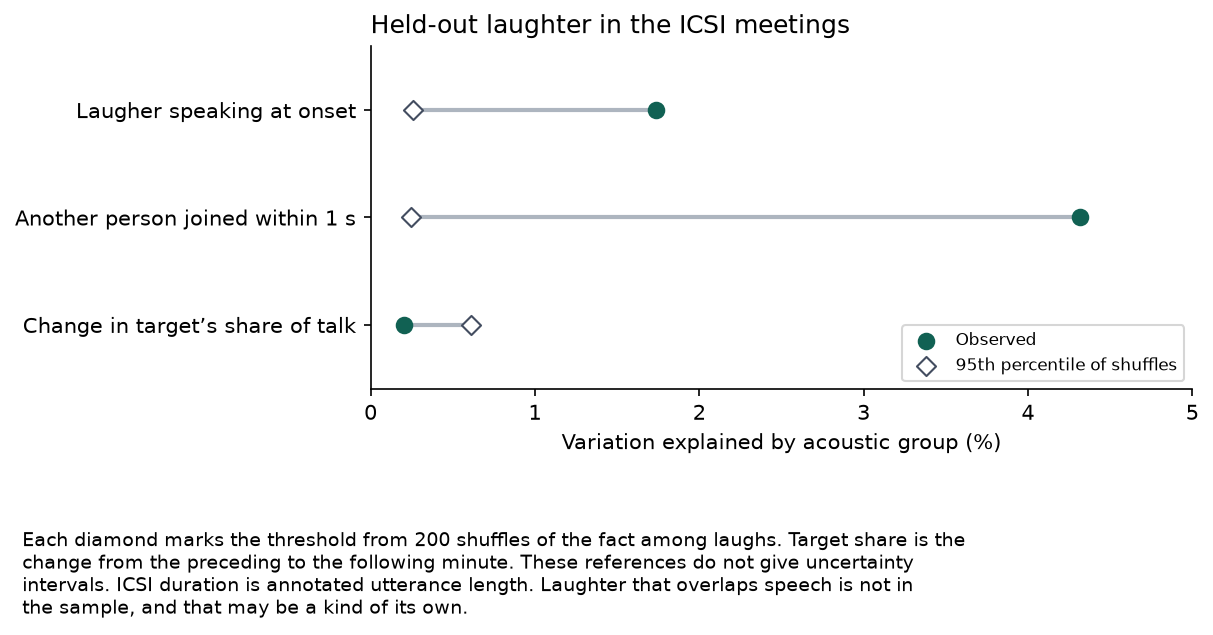 Held-out laughter in the ICSI meetings
Laugher speaking at onset
Another person joined within 1 s
Change in target’s share of talk
Observed
95th percentile of shuffles
0 1 2 3 4 5
Variation explained by acoustic group (%)
Each diamond marks the threshold from 200 shuffles of the fact among laughs. Target share is the
change from the preceding to the following minute. These references do not give uncertainty
intervals. ICSI duration is annotated utterance length. Laughter that overlaps speech is not in
the sample, and that may be a kind of its own.